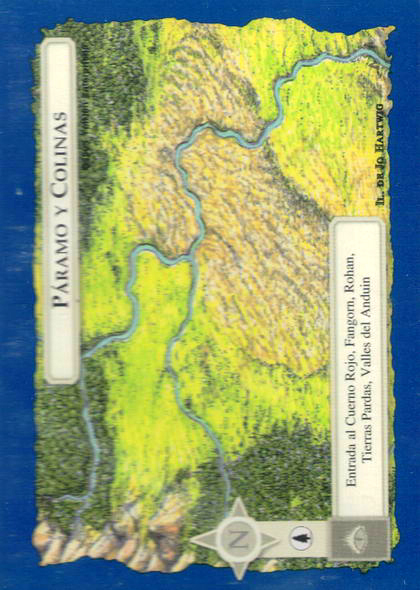 PÁRAMO Y COLINAS
IL. DE JO HARTWIG
Entrada al Cuerno Rojo, Fangorn, Rohan,
Tierras Pardas, Valles del Anduin
N